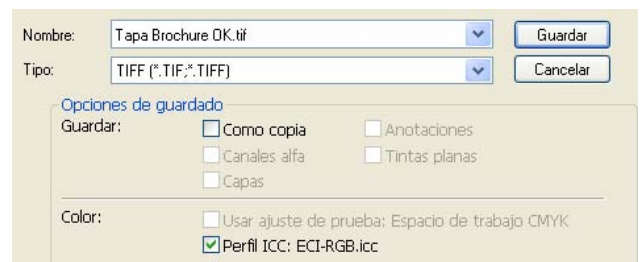 Nombre: Tapa Brochure OK.tif Guardar
Tipo: TIFF (*.TIF;*.TIFF) Cancelar
Opciones de guardado
Guardar: Como copia Anotaciones
Canales alfa Tintas planas
Capas
Color: Usar ajuste de prueba: Espacio de trabajo CMYK
Perfil ICC: ECI-RGB.icc